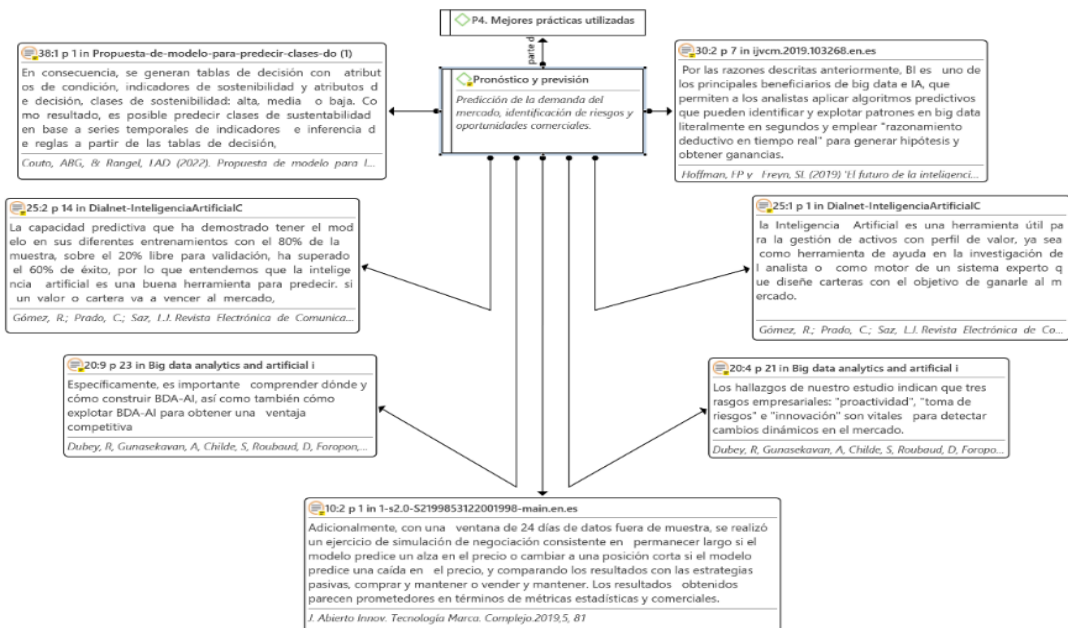 P4. Mejores prácticas utilizadas
parte d
Pronóstico y previsión
Predicción de la demanda del
mercado, identificación de riesgos y
oportunidades comerciales.
38:1 p 1 in Propuesta-de-modelo-para-predecir-clases-do (1)
En consecuencia, se generan tablas de decisión con atribut
os de condición, indicadores de sostenibilidad y atributos d
e decisión, clases de sostenibilidad: alta, media o baja. Co
mo resultado, es posible predecir clases de sustentabilidad
en base a series temporales de indicadores e inferencia d
e reglas a partir de las tablas de decisión,
Couto, ABG, & Rangel, LAD (2022). Propuesta de modelo para l...
30:2 p 7 in ijvcm.2019.103268.en.es
Por las razones descritas anteriormente, BI es uno de
los principales beneficiarios de big data e IA, que
permiten a los analistas aplicar algoritmos predictivos
que pueden identificar y explotar patrones en big data
literalmente en segundos y emplear "razonamiento
deductivo en tiempo real" para generar hipótesis y
obtener ganancias.
Hoffman, FP y Freyn, SL (2019) 'El futuro de la inteligenci...
25:2 p 14 in Dialnet-InteligenciaArtificialC
La capacidad predictiva que ha demostrado tener el mod
elo en sus diferentes entrenamientos con el 80% de la
muestra, sobre el 20% libre para validación, ha superado
el 60% de éxito, por lo que entendemos que la intelige
ncia artificial es una buena herramienta para predecir. si
un valor o cartera va a vencer al mercado,
Gómez, R.; Prado, C.; Saz, I.J. Revista Electrónica de Comunica...
25:1 p 1 in Dialnet-InteligenciaArtificialC
la Inteligencia Artificial es una herramienta útil pa
ra la gestión de activos con perfil de valor, ya sea
como herramienta de ayuda en la investigación de
l analista o como motor de un sistema experto q
ue diseñe carteras con el objetivo de ganarle al m
ercado.
Gómez, R.; Prado, C.; Saz, I.J. Revista Electrónica de Co...
20:9 p 23 in Big data analytics and artificial i
Específicamente, es importante comprender dónde y
cómo construir BDA-AI, así como también cómo
explotar BDA-AI para obtener una ventaja
competitiva
Dubey, R, Gunasekavan, A, Childe, S, Roubaud, D, Foropon,...
20:4 p 21 in Big data analytics and artificial i
Los hallazgos de nuestro estudio indican que tres
rasgos empresariales: "proactividad", "toma de
riesgos" e "innovación" son vitales para detectar
cambios dinámicos en el mercado.
Dubey, R, Gunasekavan, A, Childe, S, Roubaud, D, Foropo...
10:2 p 1 in 1-s2.0-S2199853122001998-main.en.es
Adicionalmente, con una ventana de 24 días de datos fuera de muestra, se realizó
un ejercicio de simulación de negociación consistente en permanecer largo si el
modelo predice un alza en el precio o cambiar a una posición corta si el modelo
predice una caída en el precio, y comparando los resultados con las estrategias
pasivas, comprar y mantener o vender y mantener. Los resultados obtenidos
parecen prometedores en términos de métricas estadísticas y comerciales.
J. Abierto Innov. Tecnología Marca. Complejo.2019,5, 81